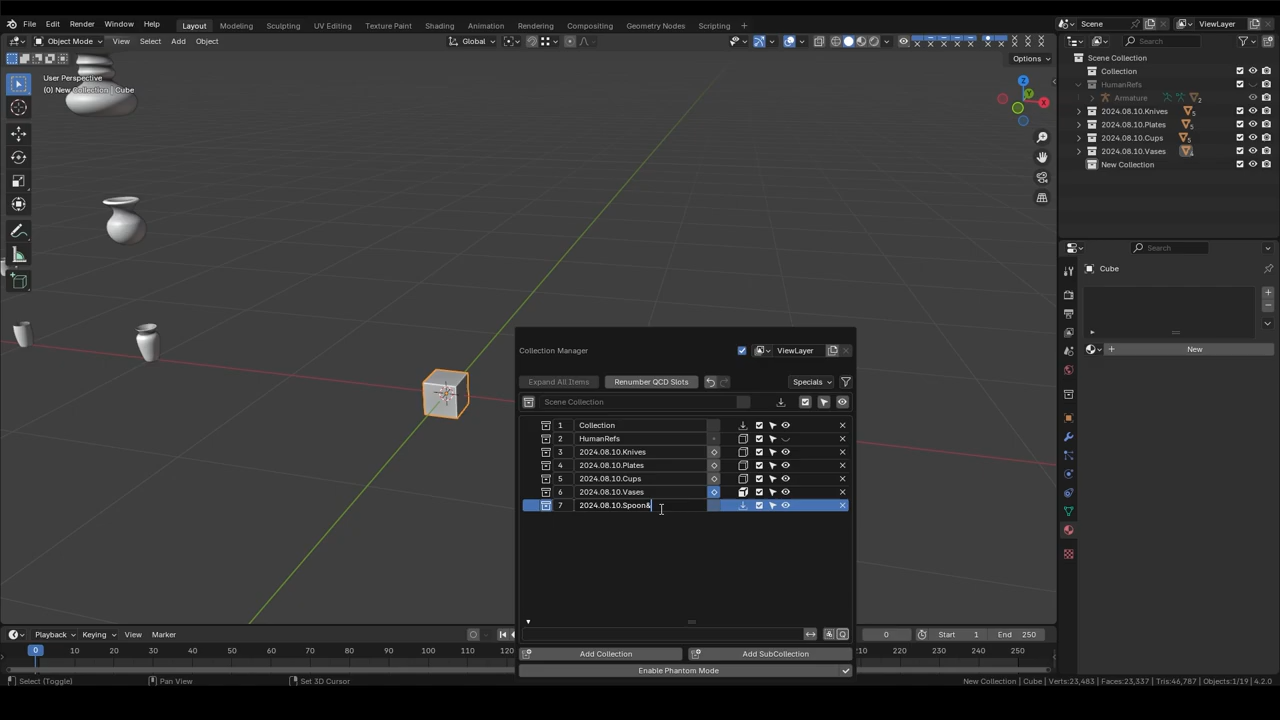 File Edit Render Window Help Layout Modeling Sculpting UV Editing Texture Paint Shading Animation Rendering Compositing Geometry Nodes Scripting Scene ViewLayer
Object Mode View Select Add Object Global Search
Options
User Perspective
(0) New Collection | Cube
Z
Y
X
Scene Collection
Collection
HumanRefs
Armature 2
2024.08.10.Knives 5
2024.08.10.Plates 5
2024.08.10.Cups 5
2024.08.10.Vases 4
New Collection
Search
Cube
New
Collection Manager ViewLayer
Expand All Items Renumber QCD Slots Specials
Scene Collection
1 Collection
2 HumanRefs
3 2024.08.10.Knives
4 2024.08.10.Plates
5 2024.08.10.Cups
6 2024.08.10.Vases
7 2024.08.10.Spoon&
Add Collection Add SubCollection
Enable Phantom Mode
Playback Keying View Marker 0 Start 1 End 250
0 10 20 30 40 50 60 70 80 90 100 110 120 210 220 230 240 250
Select (Toggle) Pan View Set 3D Cursor New Collection | Cube | Verts:23,483 | Faces:23,337 | Tris:46,787 | Objects:1/19 | 4.2.0